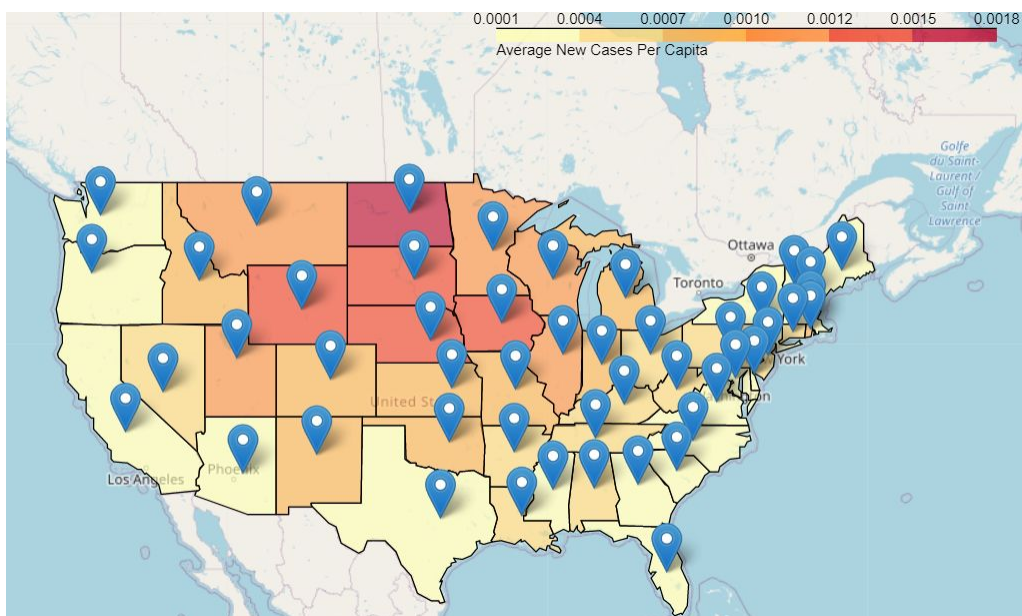 0.0001 0.0004 0.0007 0.0010 0.0012 0.0015 0.0018
Average New Cases Per Capita
Golfe
du Saint-
Laurent /
Gulf of
Saint
Lawrence
Ottawa
Toronto
York
United St
Washington
Phoenix
Los Angeles